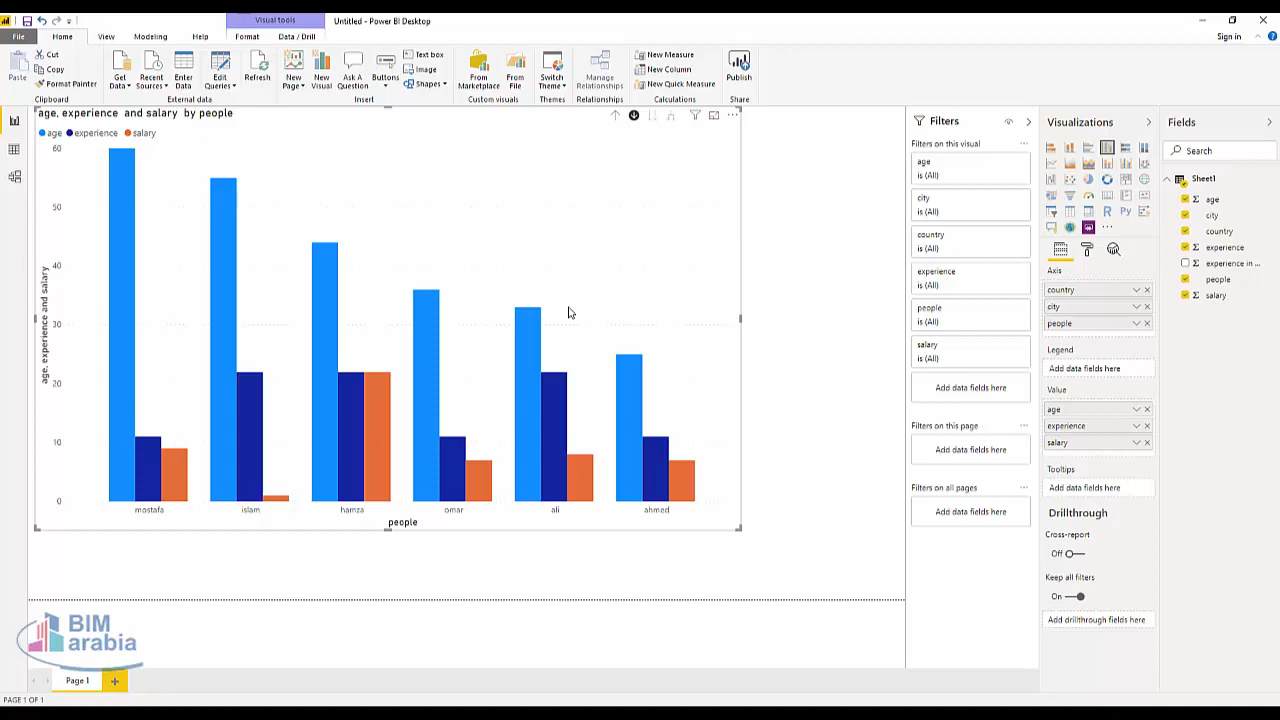 Visual tools
Untitled - Power BI Desktop
File
Home
View
Modeling
Help
Format
Data / Drill
Sign in
Paste
Cut
Copy
Format Painter
Clipboard
Get Data
Recent Sources
Enter Data
Edit Queries
Refresh
External data
New Page
New Visual
Ask A Question
Buttons
Text box
Image
Shapes
Insert
From Marketplace
From File
Custom visuals
Switch Theme
Themes
Manage Relationships
Relationships
New Measure
New Column
New Quick Measure
Calculations
Publish
Share
age, experience and salary by people
age experience salary
60
50
40
30
20
10
0
age, experience and salary
mostafa islam hamza omar ali ahmed
people
Filters
Filters on this visual
age
is (All)
city
is (All)
country
is (All)
experience
is (All)
people
is (All)
salary
is (All)
Add data fields here
Filters on this page
Add data fields here
Filters on all pages
Add data fields here
Visualizations
R Py
Axis
country
city
people
Legend
Add data fields here
Value
age
experience
salary
Tooltips
Add data fields here
Drillthrough
Cross-report
Off
Keep all filters
On
Add drillthrough fields here
Fields
Search
Sheet1
Σ age
city
country
Σ experience
Σ experience in ...
people
Σ salary
BIM
arabia
Page 1
PAGE 1 OF 1